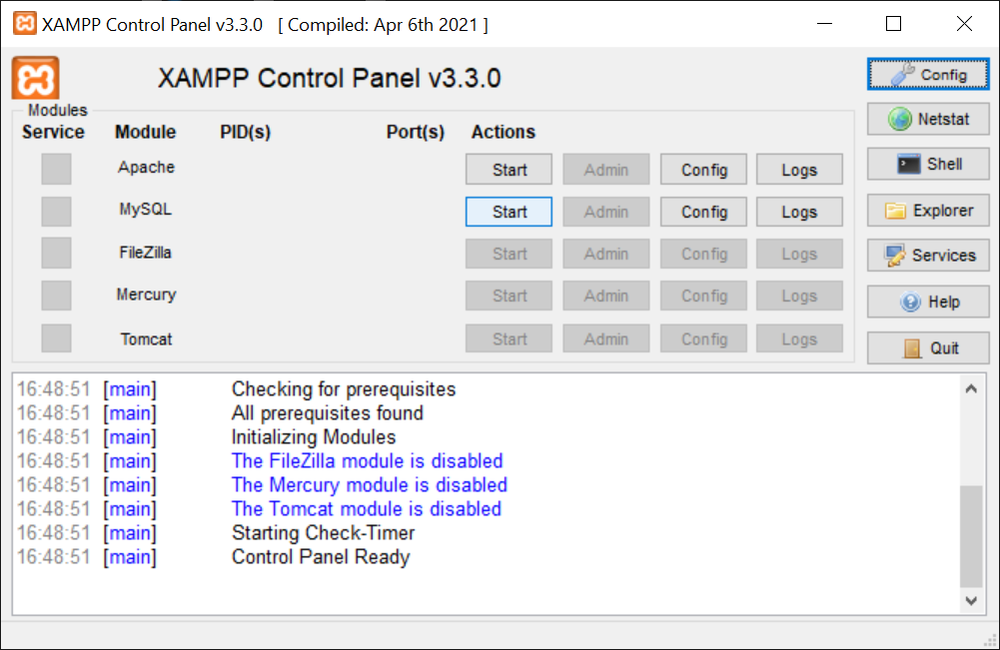 XAMPP Control Panel v3.3.0 [ Compiled: Apr 6th 2021 ]
XAMPP Control Panel v3.3.0
Config
Modules
Service Module PID(s) Port(s) Actions
Netstat
Apache Start Admin Config Logs
Shell
MySQL Start Admin Config Logs
Explorer
FileZilla Start Admin Config Logs
Services
Mercury Start Admin Config Logs
Help
Tomcat Start Admin Config Logs
Quit
16:48:51 [main] Checking for prerequisites
16:48:51 [main] All prerequisites found
16:48:51 [main] Initializing Modules
16:48:51 [main] The FileZilla module is disabled
16:48:51 [main] The Mercury module is disabled
16:48:51 [main] The Tomcat module is disabled
16:48:51 [main] Starting Check-Timer
16:48:51 [main] Control Panel Ready